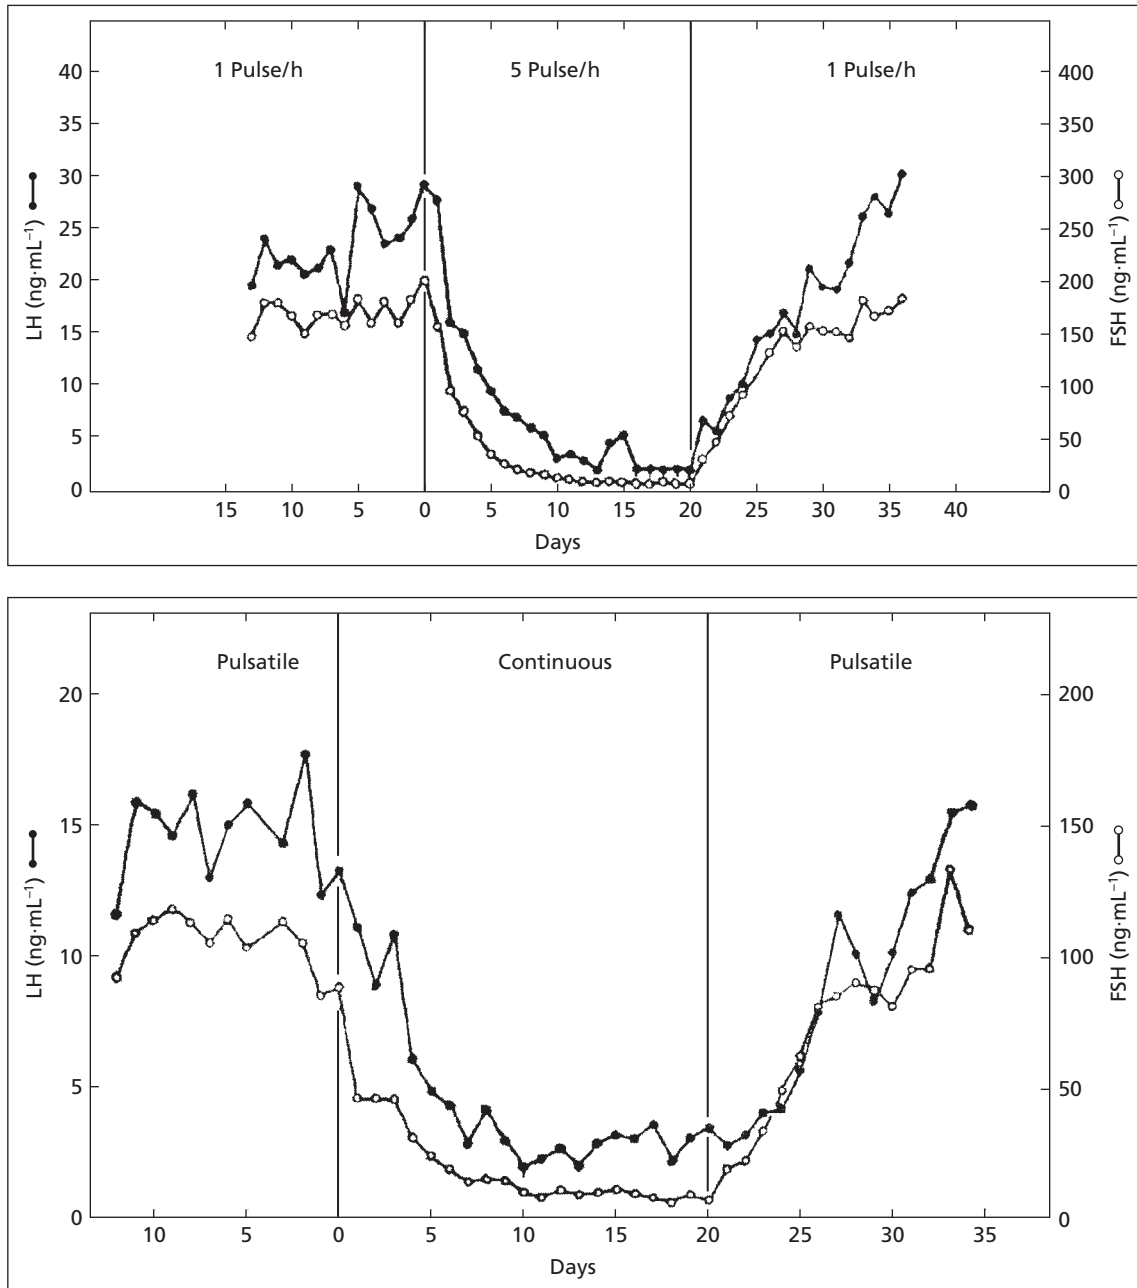 1 Pulse/h 5 Pulse/h 1 Pulse/h
40 400
35 350
30 300
25 250
20 200
15 150
10 100
5 50
0 0
LH (ng·mL⁻¹)
FSH (ng·mL⁻¹)
15 10 5 0 5 10 15 20 25 30 35 40
Days
Pulsatile Continuous Pulsatile
20 200
15 150
10 100
5 50
0 0
LH (ng·mL⁻¹)
FSH (ng·mL⁻¹)
10 5 0 5 10 15 20 25 30 35
Days